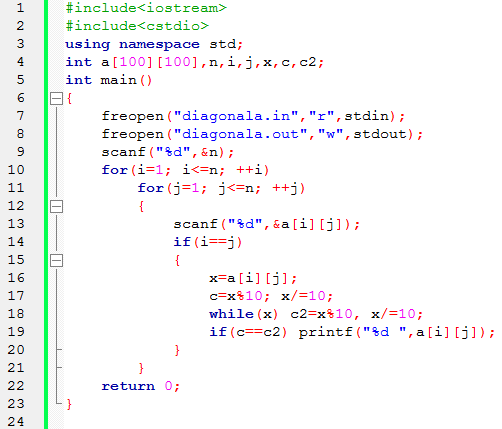 1 #include<iostream>
2 #include<cstdio>
3 using namespace std;
4 int a[100][100],n,i,j,x,c,c2;
5 int main()
6 {
7 freopen("diagonala.in","r",stdin);
8 freopen("diagonala.out","w",stdout);
9 scanf("%d",&n);
10 for(i=1; i<=n; ++i)
11 for(j=1; j<=n; ++j)
12 {
13 scanf("%d",&a[i][j]);
14 if(i==j)
15 {
16 x=a[i][j];
17 c=x%10; x/=10;
18 while(x) c2=x%10, x/=10;
19 if(c==c2) printf("%d ",a[i][j]);
20 }
21 }
22 return 0;
23 }
24